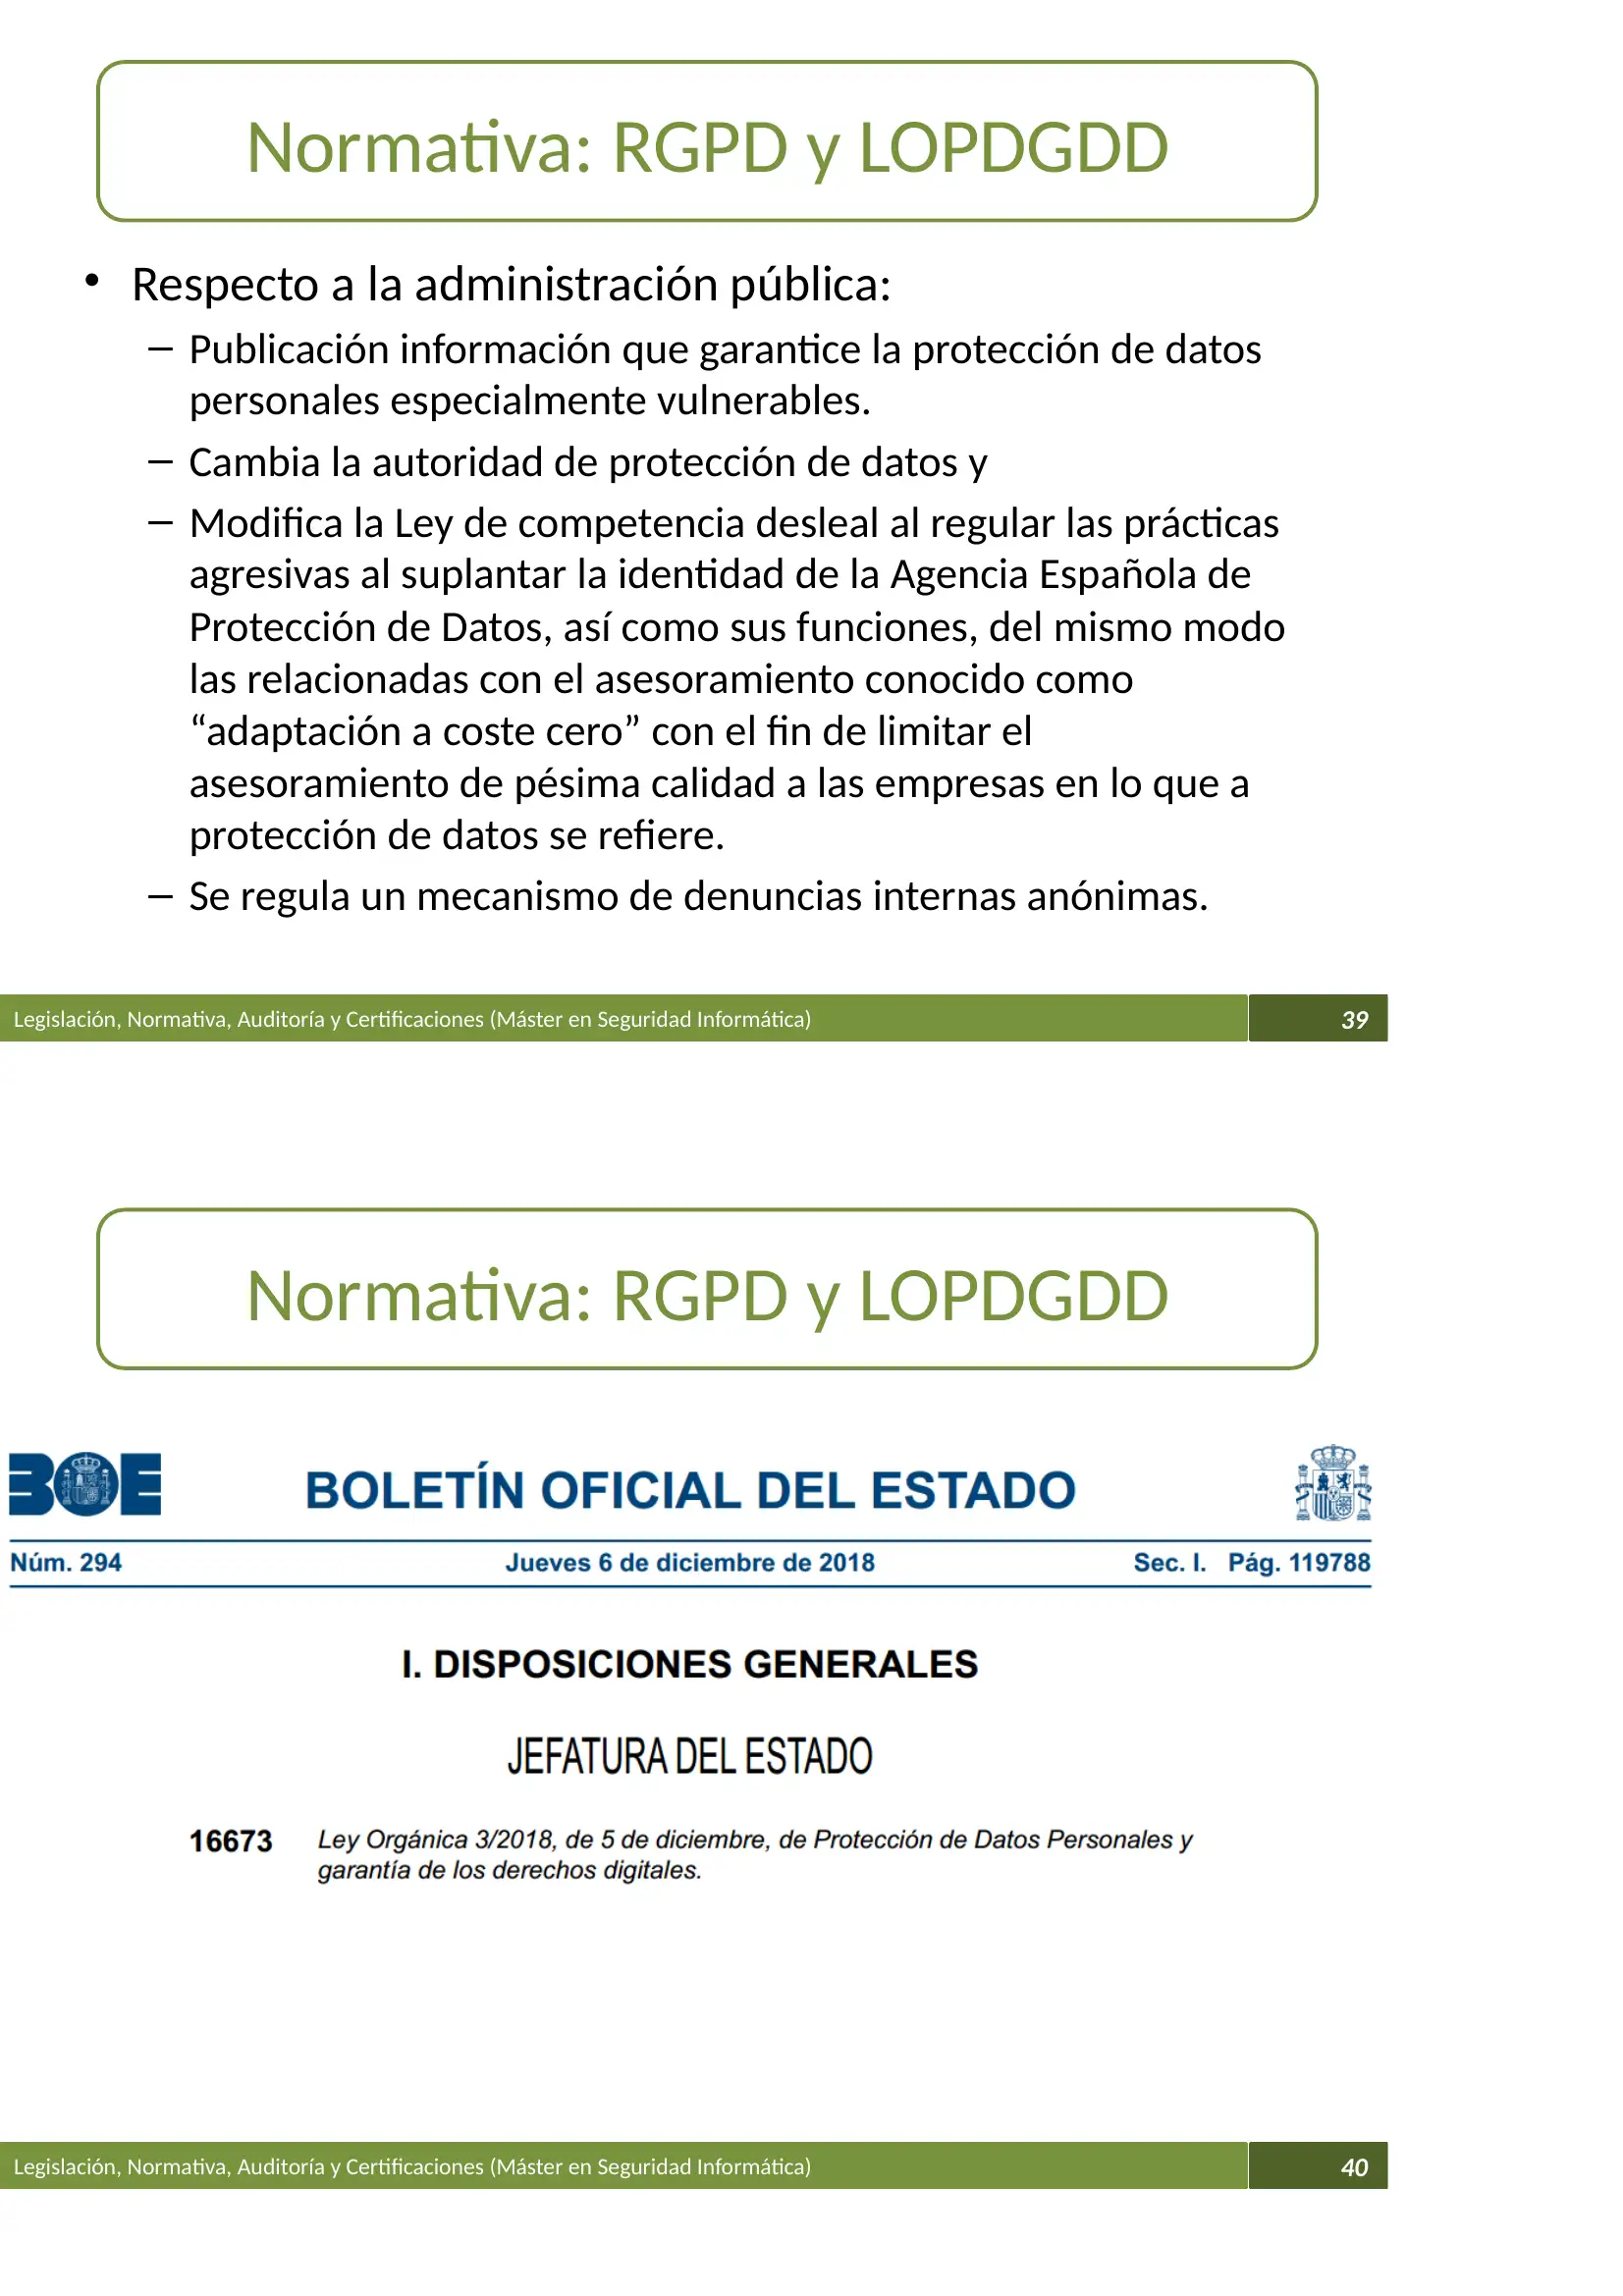 Normativa: RGPD y LOPDGDD
• Respecto a la administración pública:
– Publicación información que garantice la protección de datos
personales especialmente vulnerables.
– Cambia la autoridad de protección de datos y
– Modifica la Ley de competencia desleal al regular las prácticas
agresivas al suplantar la identidad de la Agencia Española de
Protección de Datos, así como sus funciones, del mismo modo
las relacionadas con el asesoramiento conocido como
“adaptación a coste cero” con el fin de limitar el
asesoramiento de pésima calidad a las empresas en lo que a
protección de datos se refiere.
– Se regula un mecanismo de denuncias internas anónimas.
Legislación, Normativa, Auditoría y Certificaciones (Máster en Seguridad Informática) 39
Normativa: RGPD y LOPDGDD
BOE BOLETÍN OFICIAL DEL ESTADO
Núm. 294 Jueves 6 de diciembre de 2018 Sec. I. Pág. 119788
I. DISPOSICIONES GENERALES
JEFATURA DEL ESTADO
16673 Ley Orgánica 3/2018, de 5 de diciembre, de Protección de Datos Personales y
garantía de los derechos digitales.
Legislación, Normativa, Auditoría y Certificaciones (Máster en Seguridad Informática) 40